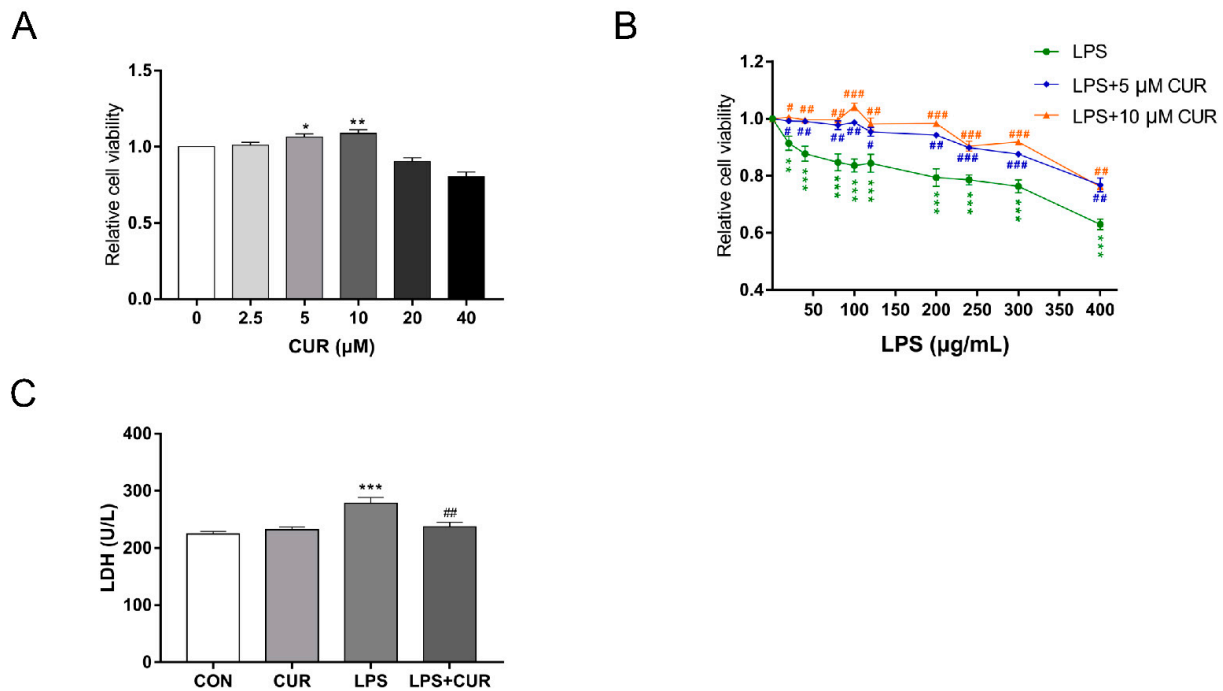 A
Relative cell viability
1.5
1.0
0.5
0.0
*
**
0 2.5 5 10 20 40
CUR (µM)
B
LPS
LPS+5 µM CUR
LPS+10 µM CUR
Relative cell viability
1.2
1.0
0.8
0.6
0.4
# ## ## ### ## ### ### ### ##
# ## ## ## # ## ### ### ##
** *** *** *** *** *** *** *** ***
50 100 150 200 250 300 350 400
LPS (µg/mL)
C
LDH (U/L)
400
300
200
100
0
***
##
CON CUR LPS LPS+CUR